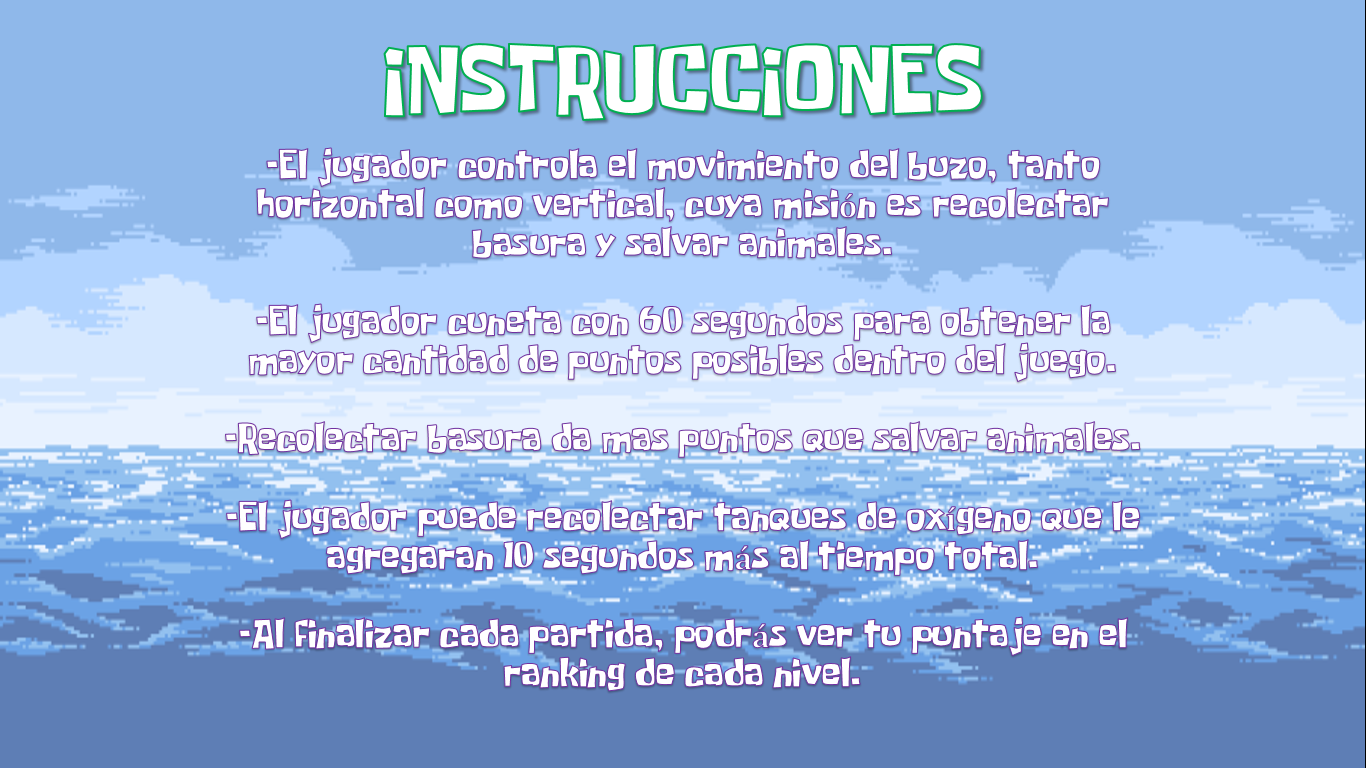 INSTRUCCIONES
-El jugador controla el movimiento del buzo, tanto
horizontal como vertical, cuya misión es recolectar
basura y salvar animales.
-El jugador cuneta con 60 segundos para obtener la
mayor cantidad de puntos posibles dentro del juego.
-Recolectar basura da mas puntos que salvar animales.
-El jugador puede recolectar tanques de oxígeno que le
agregaran 10 segundos más al tiempo total.
-Al finalizar cada partida, podrás ver tu puntaje en el
ranking de cada nivel.